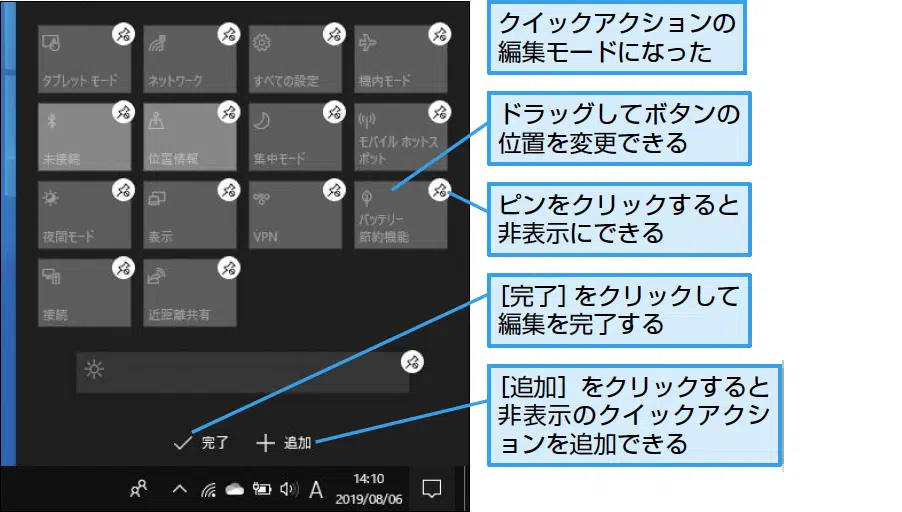 タブレット モード
ネットワーク
すべての設定
機内モード
未接続
位置情報
集中モード
モバイル ホットス
ポット
夜間モード
表示
VPN
バッテリー
節約機能
接続
近距離共有
完了
追加
A
14:10
2019/08/06
クイックアクションの
編集モードになった
ドラッグしてボタンの
位置を変更できる
ピンをクリックすると
非表示にできる
[完了] をクリックして
編集を完了する
[追加] をクリックすると
非表示のクイックアクシ
ョンを追加できる